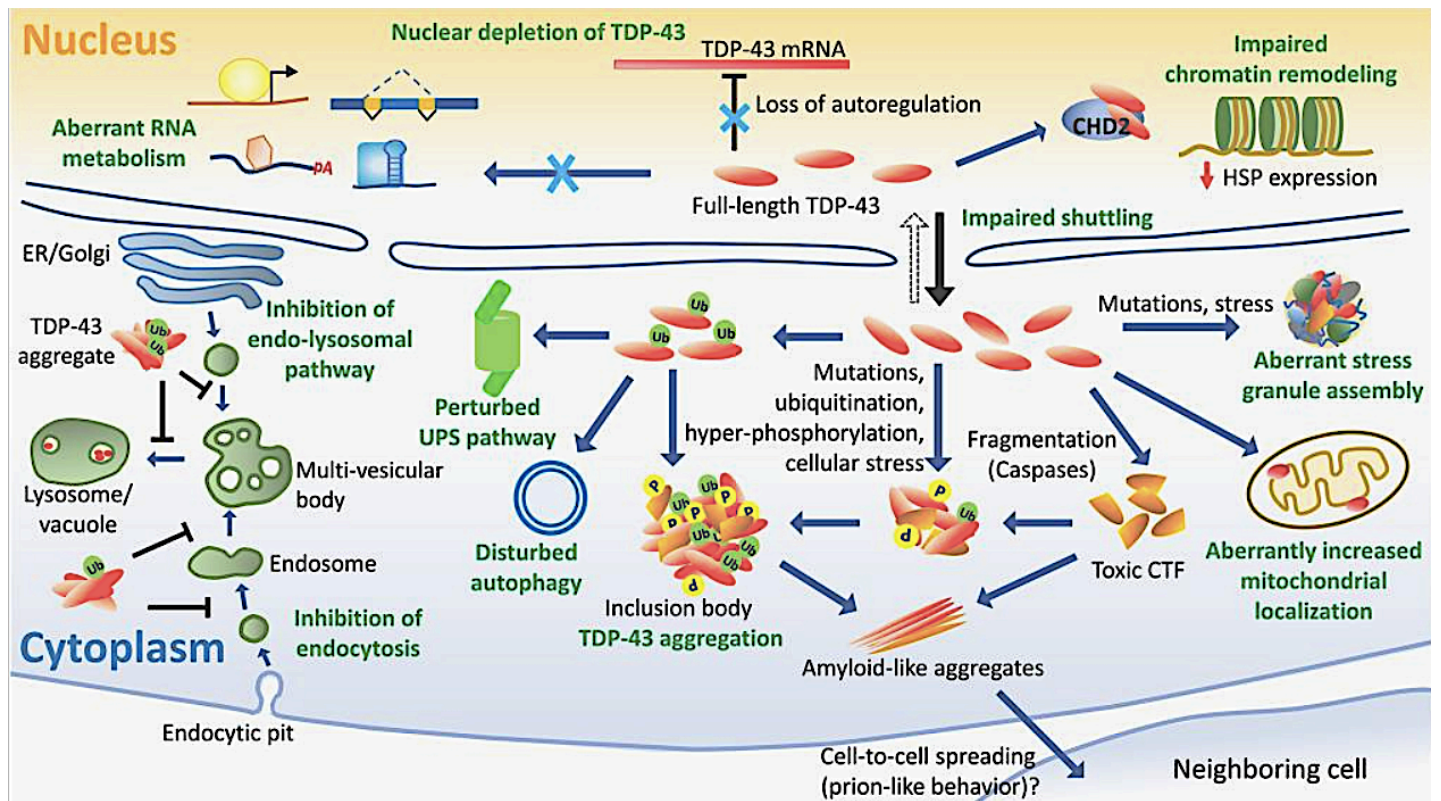 Nucleus
Nuclear depletion of TDP-43
TDP-43 mRNA
Impaired
chromatin remodeling
Loss of autoregulation
CHD2
Aberrant RNA
metabolism
pA
HSP expression
Full-length TDP-43
Impaired shuttling
ER/Golgi
Inhibition of
endo-lysosomal
pathway
TDP-43
aggregate
Ub
Ub
Ub
Ub
Ub
Mutations, stress
Aberrant stress
granule assembly
Perturbed
UPS pathway
Mutations,
ubiquitination,
hyper-phosphorylation,
cellular stress
Fragmentation
(Caspases)
Lysosome/
vacuole
Multi-vesicular
body
P
Ub
P
Ub
P
P
P
Ub
Ub
Ub
P
P
Ub
P
Ub
Endosome
Disturbed
autophagy
Inclusion body
TDP-43 aggregation
Toxic CTF
Aberrantly increased
mitochondrial
localization
Cytoplasm
Inhibition of
endocytosis
Amyloid-like aggregates
Endocytic pit
Cell-to-cell spreading
(prion-like behavior)?
Neighboring cell